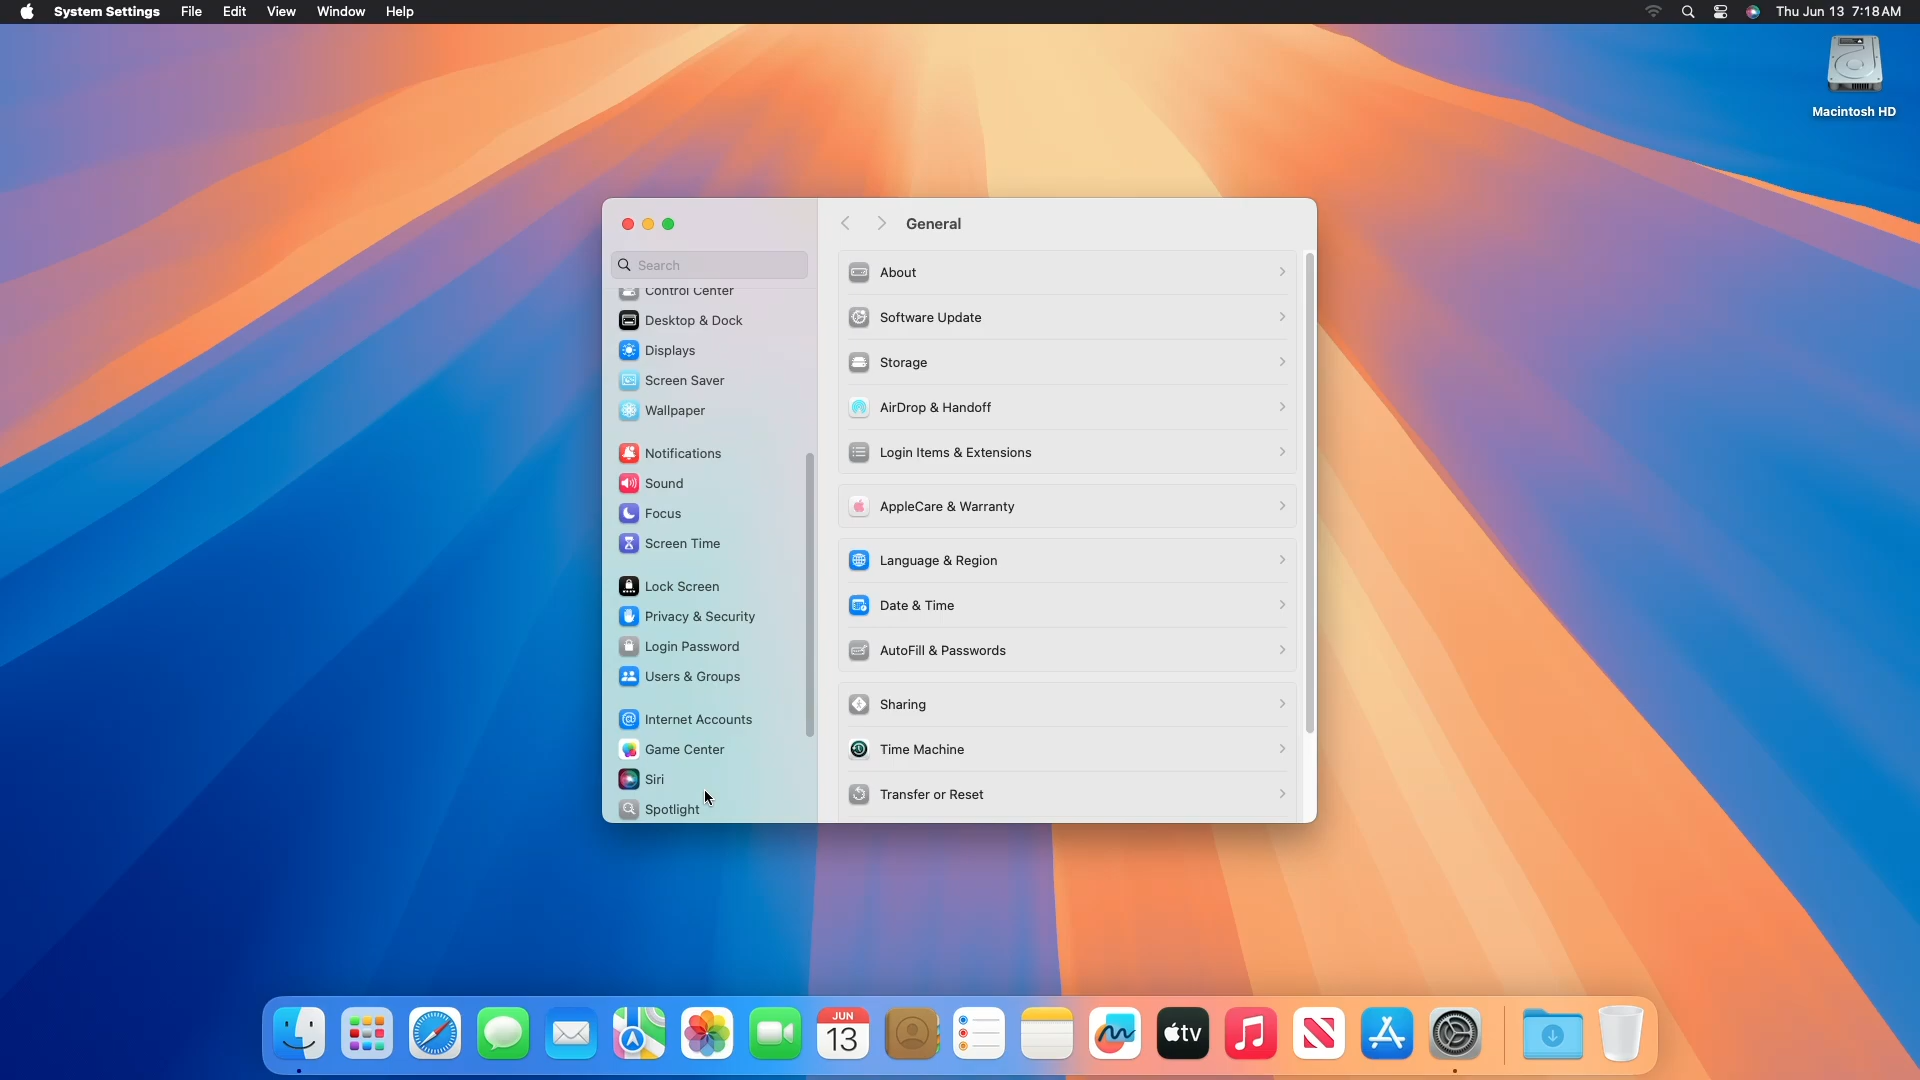 System Settings File Edit View Window Help Thu Jun 13 7:18 AM
Macintosh HD
General
Search
Control Center
Desktop & Dock
Displays
Screen Saver
Wallpaper
Notifications
Sound
Focus
Screen Time
Lock Screen
Privacy & Security
Login Password
Users & Groups
Internet Accounts
Game Center
Siri
Spotlight
About
Software Update
Storage
AirDrop & Handoff
Login Items & Extensions
AppleCare & Warranty
Language & Region
Date & Time
AutoFill & Passwords
Sharing
Time Machine
Transfer or Reset
JUN
13
tv